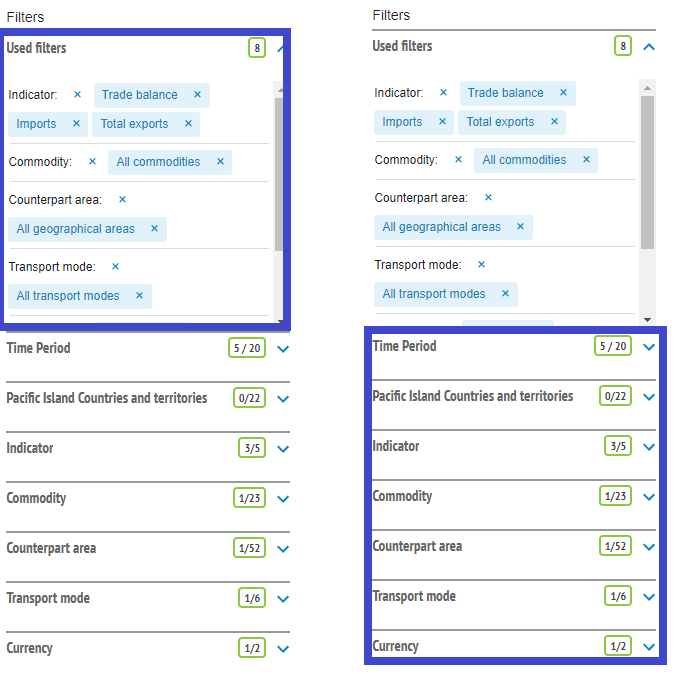 Filters
Used filters 8
Indicator: × Trade balance ×
Imports × Total exports ×
Commodity: × All commodities ×
Counterpart area: ×
All geographical areas ×
Transport mode: ×
All transport modes ×
Time Period 5 / 20
Pacific Island Countries and territories 0/22
Indicator 3/5
Commodity 1/23
Counterpart area 1/52
Transport mode 1/6
Currency 1/2
Filters
Used filters 8
Indicator: × Trade balance ×
Imports × Total exports ×
Commodity: × All commodities ×
Counterpart area: ×
All geographical areas ×
Transport mode: ×
All transport modes ×
Time Period 5 / 20
Pacific Island Countries and territories 0/22
Indicator 3/5
Commodity 1/23
Counterpart area 1/52
Transport mode 1/6
Currency 1/2